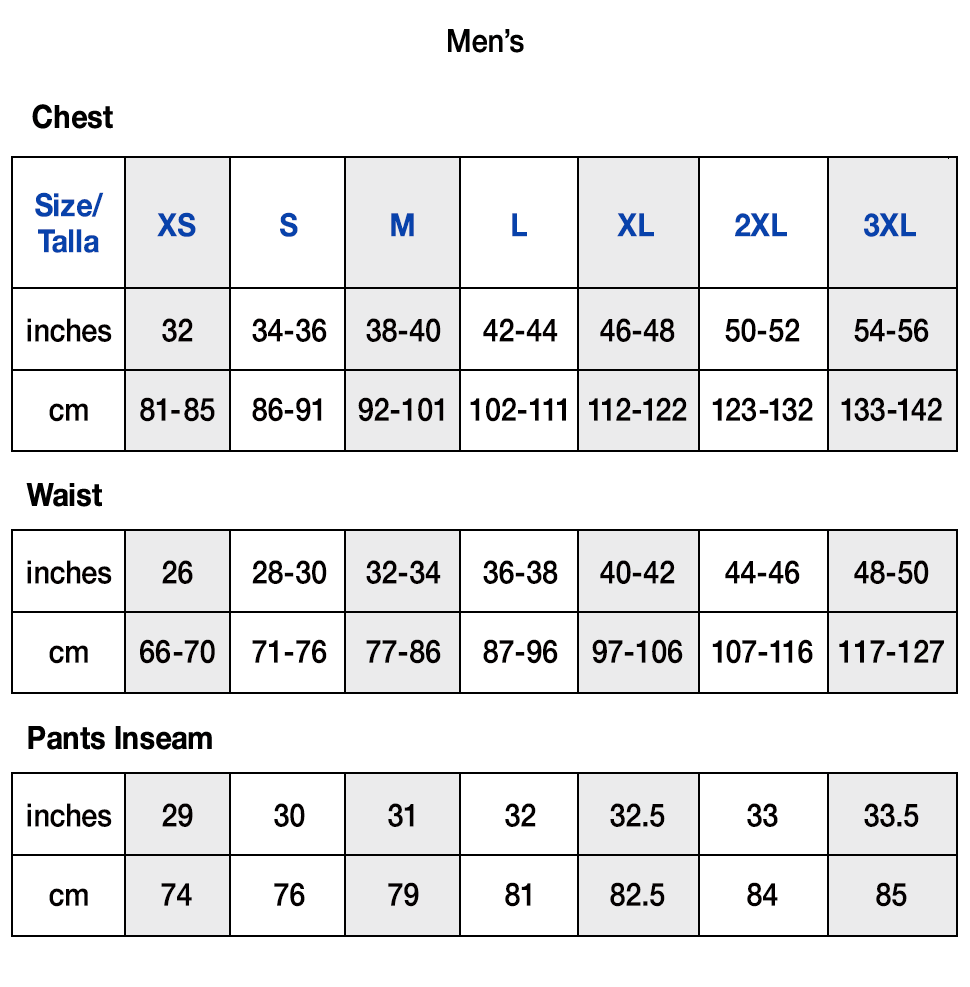 Men’s
Chest
Size/
Talla
XS S M L XL 2XL 3XL
inches 32 34-36 38-40 42-44 46-48 50-52 54-56
cm 81-85 86-91 92-101 102-111 112-122 123-132 133-142
Waist
inches 26 28-30 32-34 36-38 40-42 44-46 48-50
cm 66-70 71-76 77-86 87-96 97-106 107-116 117-127
Pants Inseam
inches 29 30 31 32 32.5 33 33.5
cm 74 76 79 81 82.5 84 85